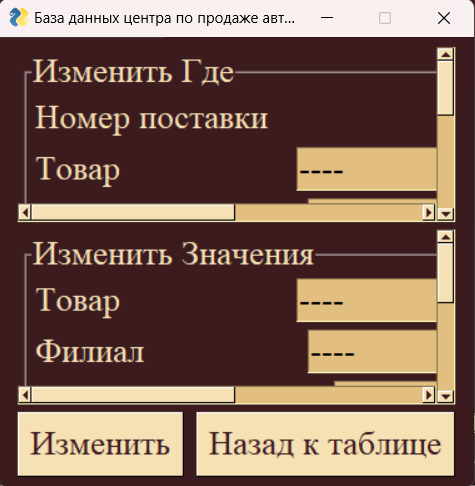 База данных центра по продаже авт...
Изменить Где
Номер поставки
Товар ----
Изменить Значения
Товар ----
Филиал ----
Изменить Назад к таблице